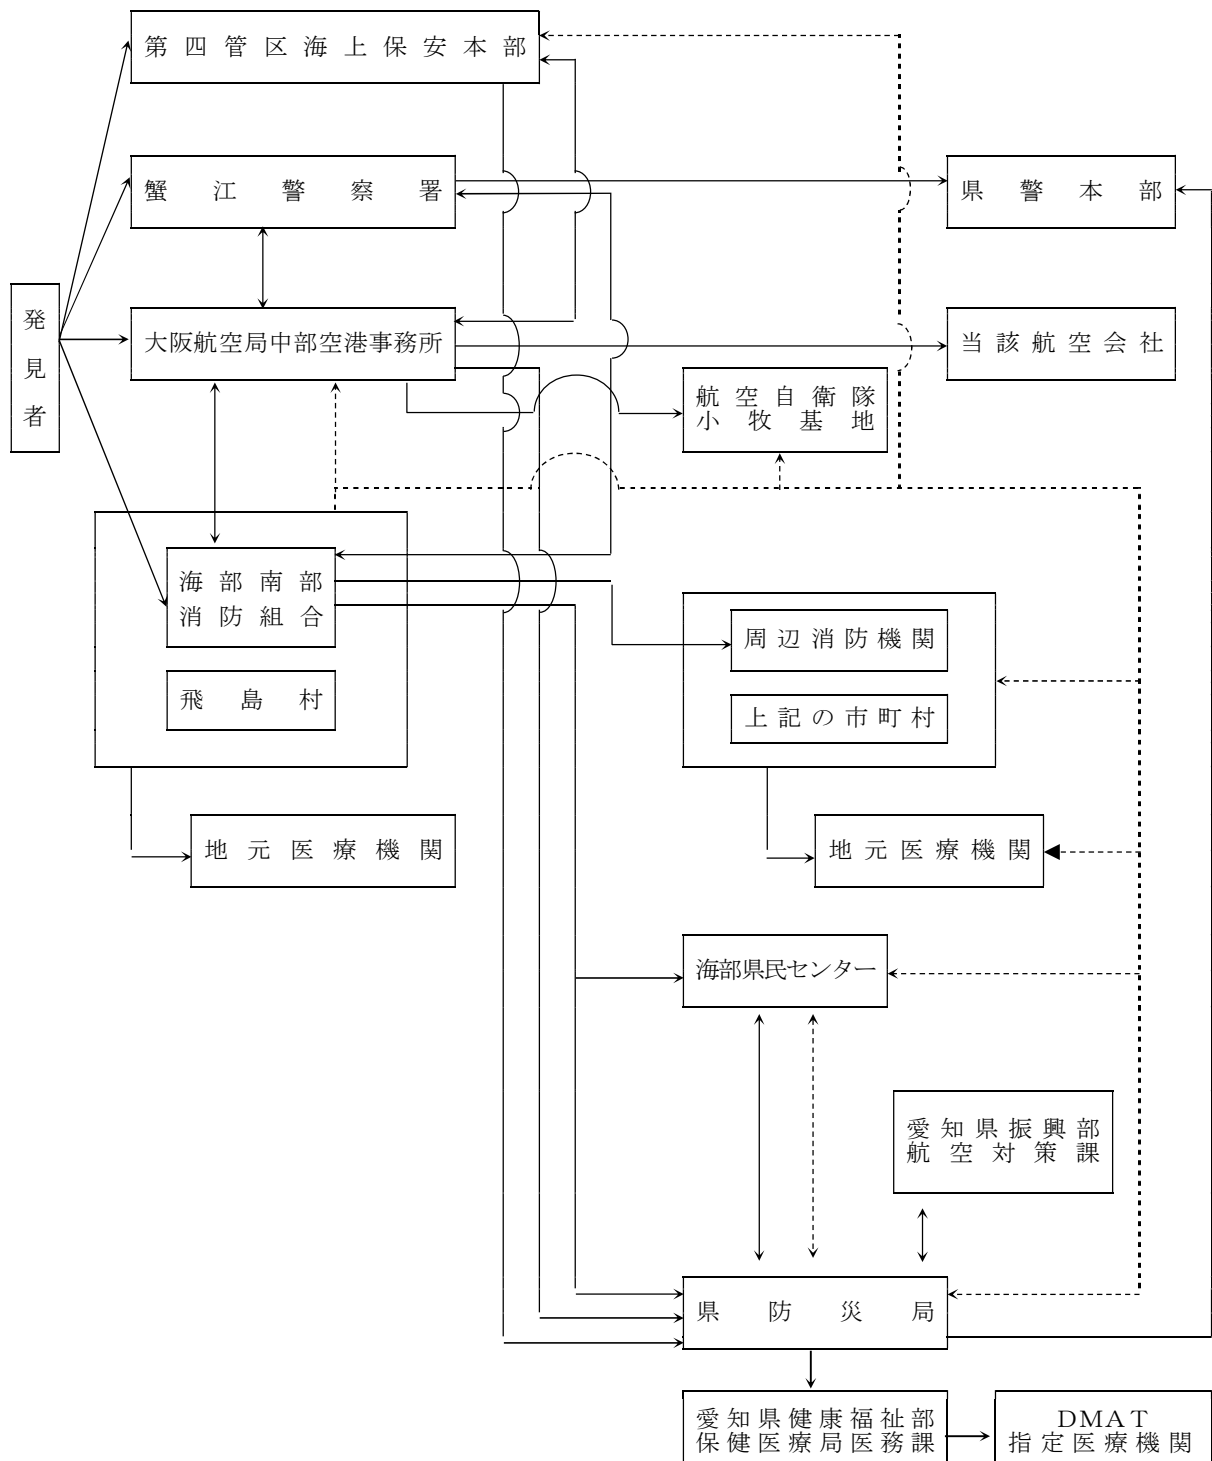 第四管区海上保安本部
蟹江警察署
県警本部
発見者
大阪航空局中部空港事務所
当該航空会社
航空自衛隊
小牧基地
海部南部
消防組合
飛島村
周辺消防機関
上記の市町村
地元医療機関
地元医療機関
海部県民センター
愛知県振興部
航空対策課
県防災局
愛知県健康福祉部
保健医療局医務課
DMAT
指定医療機関